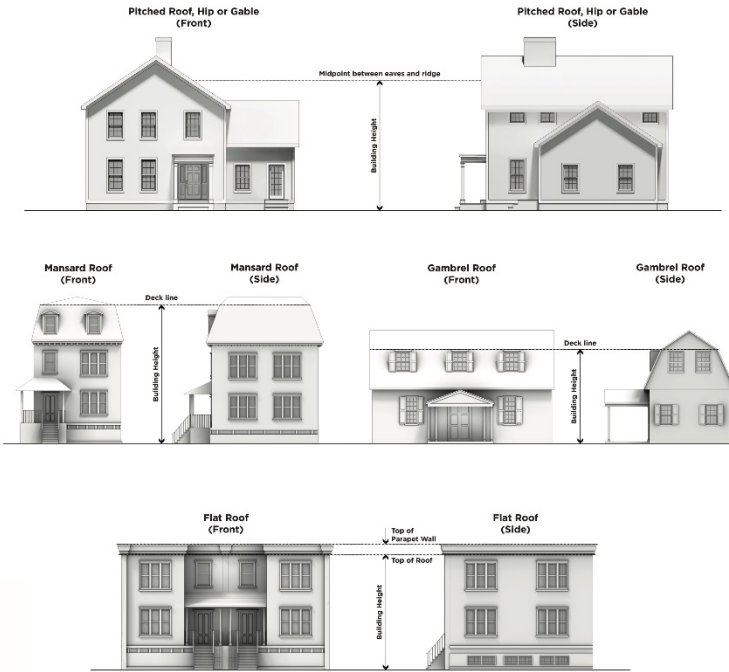 Pitched Roof, Hip or Gable
(Front)
Pitched Roof, Hip or Gable
(Side)
Midpoint between eaves and ridge
Building Height
Mansard Roof
(Front)
Mansard Roof
(Side)
Gambrel Roof
(Front)
Gambrel Roof
(Side)
Deck line
Building Height
Deck line
Building Height
Flat Roof
(Front)
Flat Roof
(Side)
Top of
Parapet Wall
Top of Roof
Building Height